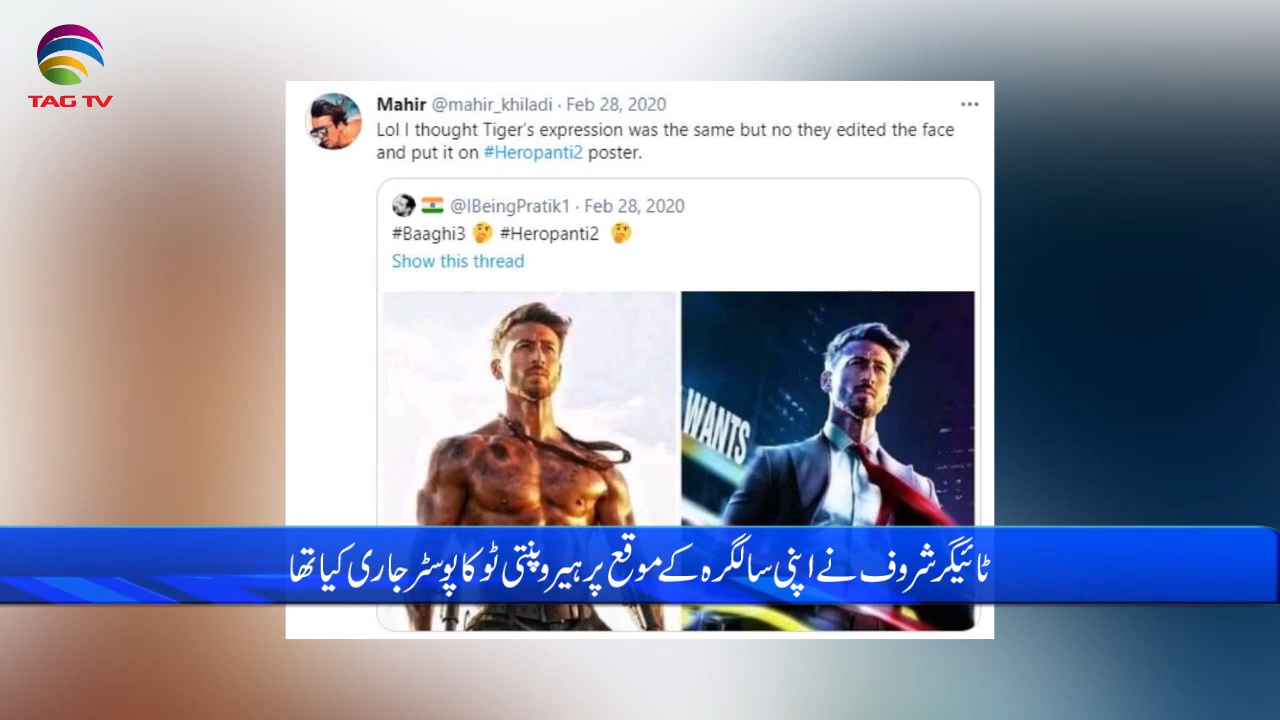 TAG TV
Mahir @mahir_khiladi · Feb 28, 2020
Lol I thought Tiger's expression was the same but no they edited the face
and put it on #Heropanti2 poster.
@IBeingPratik1 · Feb 28, 2020
#Baaghi3 🤔 #Heropanti2 🤔
Show this thread
WANTS
ٹائیگر شروف نے اپنی سالگرہ کے موقع پر ہیرو پنتی ٹو کا پوسٹر جاری کیا تھا